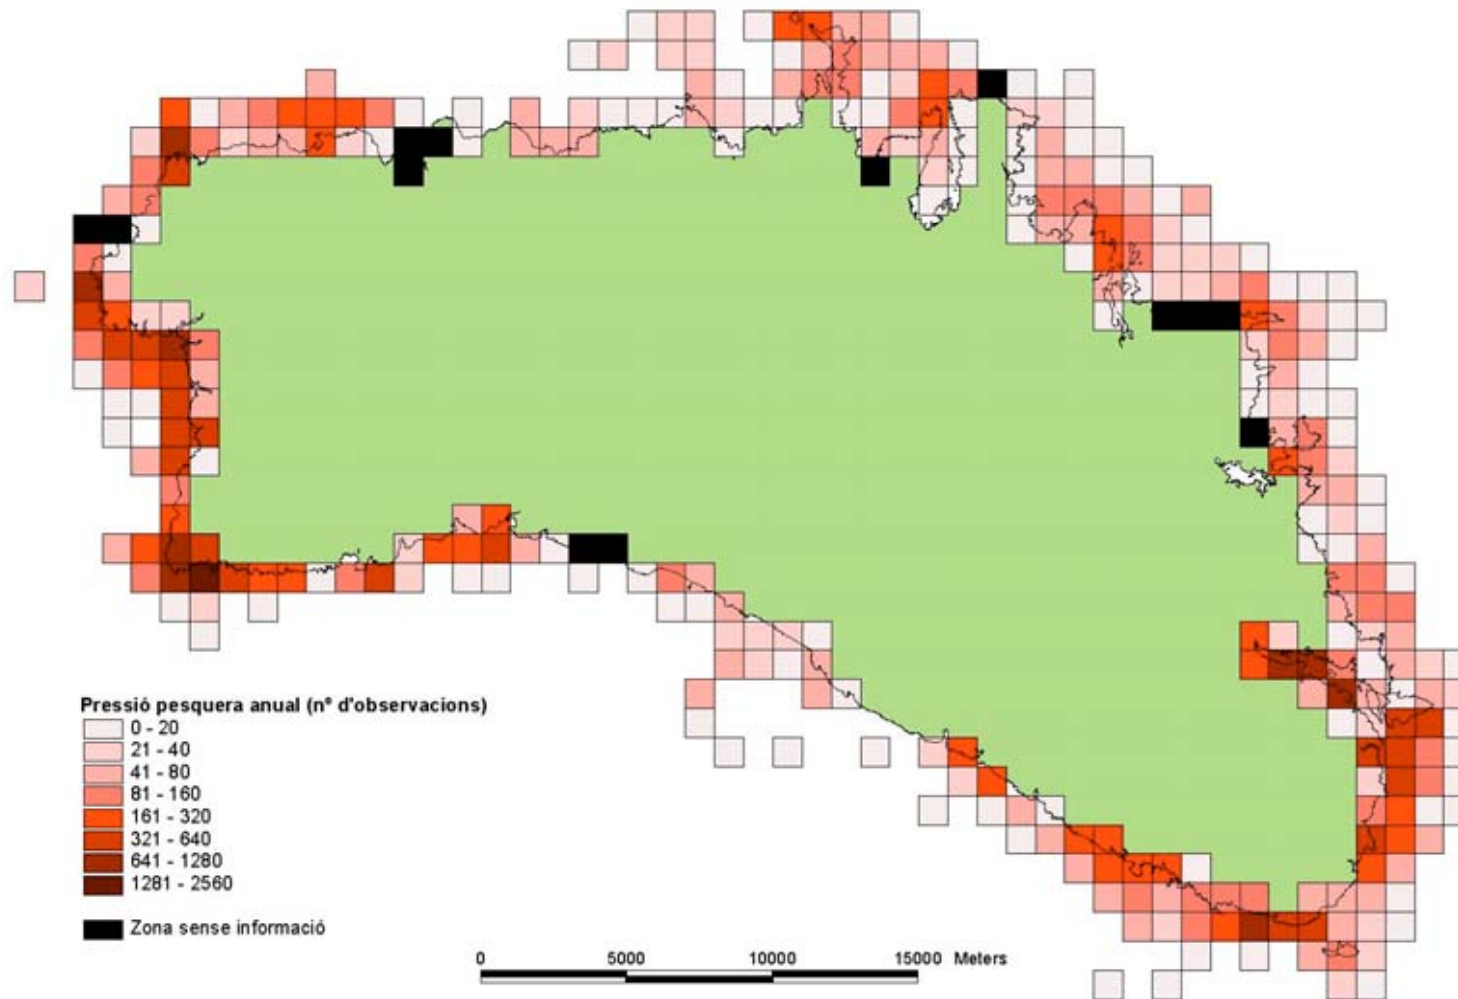 Pressió pesquera anual (nº d'observacions)
0 - 20
21 - 40
41 - 80
81 - 160
161 - 320
321 - 640
641 - 1280
1281 - 2560
Zona sense informació
0 5000 10000 15000 Meters